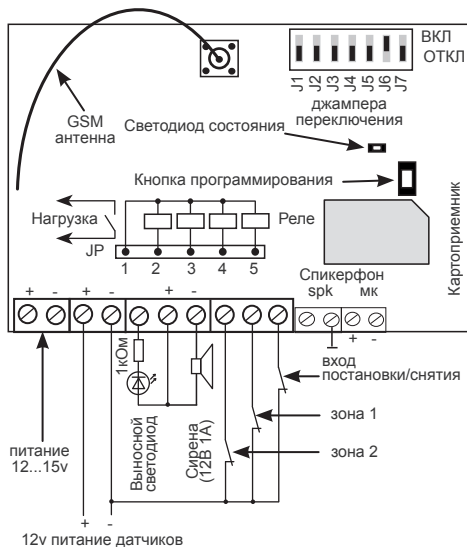 ВКЛ
ОТКЛ
J1 J2 J3 J4 J5 J6 J7
джампера
переключения
GSM
антенна
Светодиод состояния
Кнопка программирования
Нагрузка
Реле
JP
1 2 3 4 5
Картоприемник
Спикерфон
spk мк
+ - + - + -
+ -
1кОм
Выносной
светодиод
Сирена
(12В 1А)
вход
постановки/снятия
зона 1
зона 2
питание
12...15v
+ -
12v питание датчиков